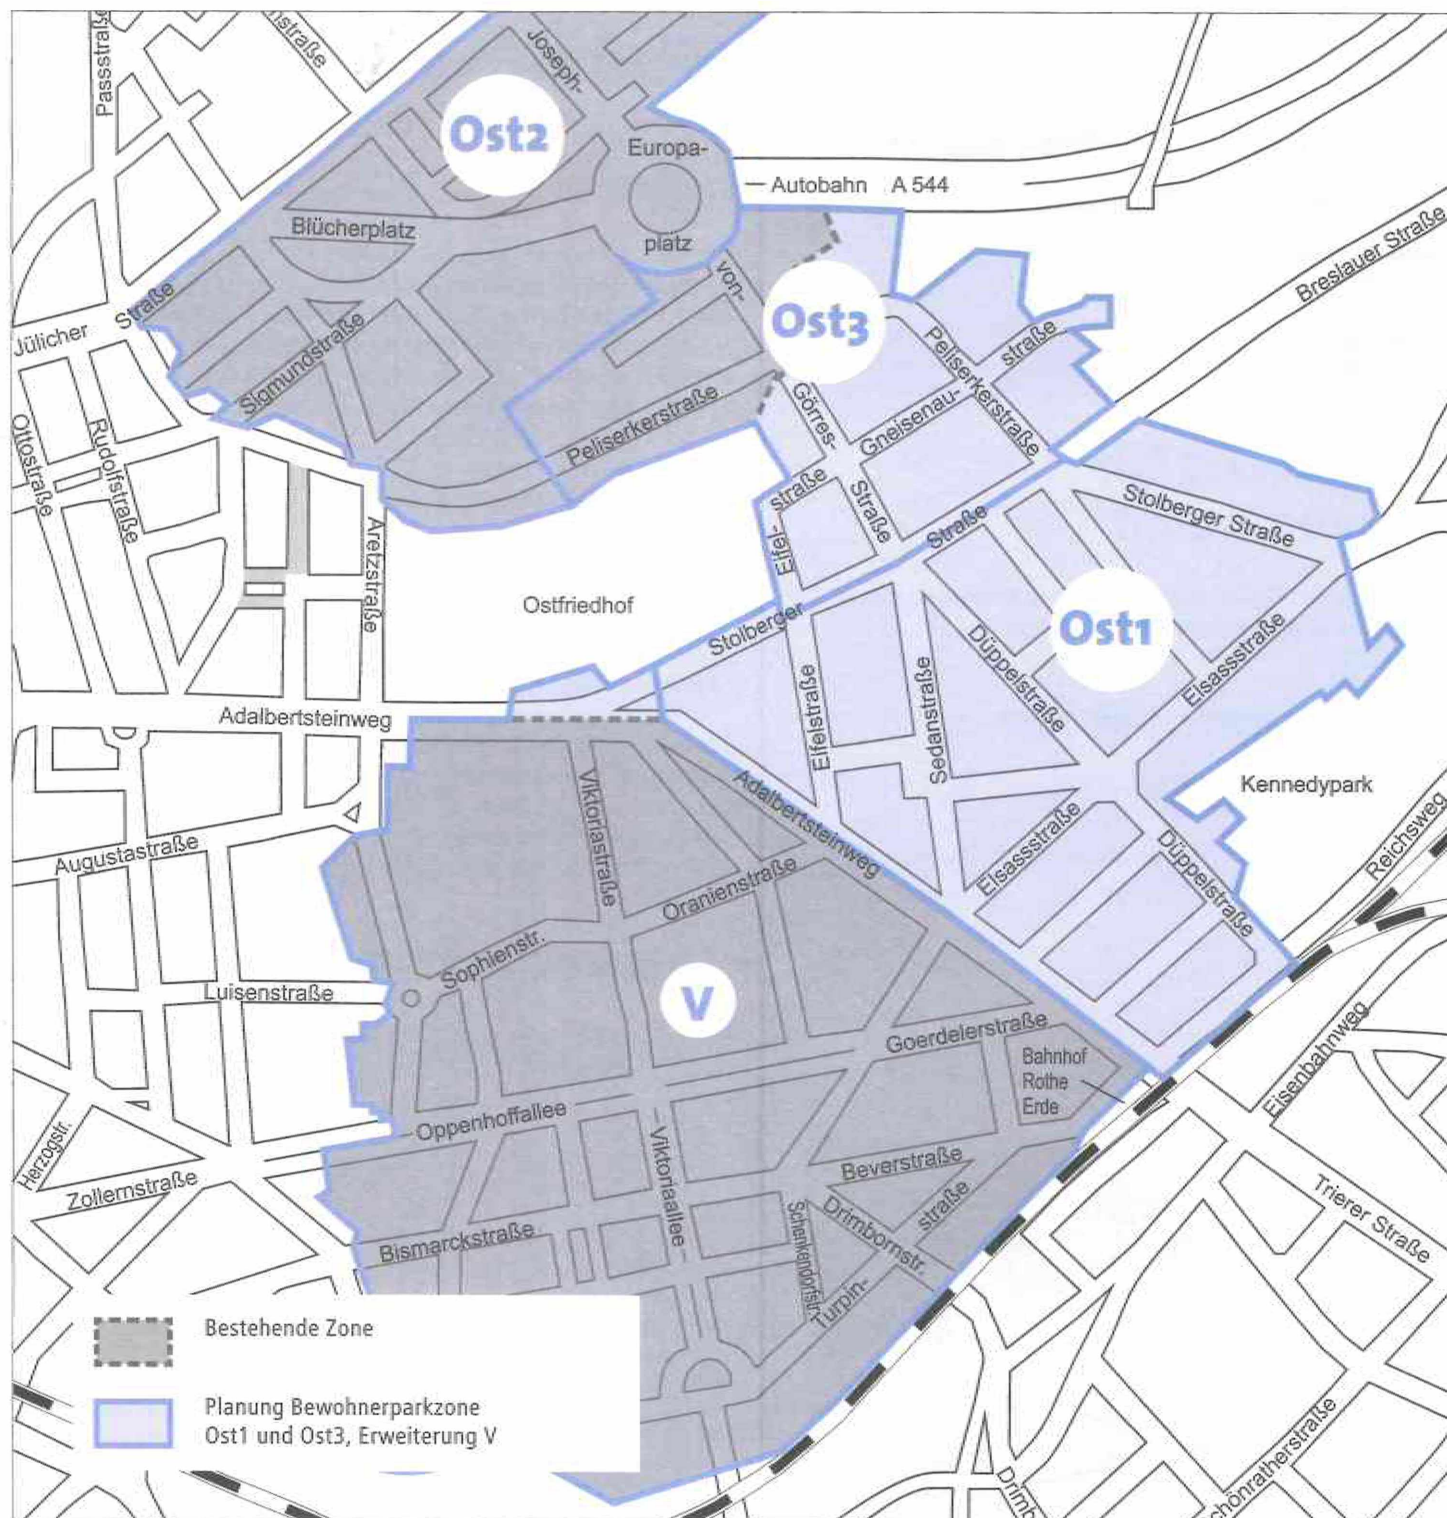 Passstraße
Joseph-
Ost2
Europa-
platz
Autobahn A 544
Blücherplatz
von-
Jülicher
Straße
Sigmundstraße
Ost3
Breslauer Straße
Peliserkerstraße
straße
Gneisenau-
Görres-
Straße
Peliserkerstraße
Ottostraße
Rudolfstraße
Aretzstraße
Eifel-
straße
Stolberger Straße
Stolberger
Straße
Ostfriedhof
Ost1
Düppelstraße
Elsassstraße
Sedanstraße
Eifelstraße
Adalbertsteinweg
Kennedypark
Viktoriastraße
Adalbertsteinweg
Reichsweg
Augustastraße
Oranienstraße
Elsassstraße
Düppelstraße
Sophienstr.
Luisenstraße
V
Goerdelerstraße
Bahnhof
Rothe
Erde
Eisenbahnweg
Oppenhoffallee
Viktoriaallee
Herzogstr.
Zollernstraße
Beverstraße
Drimbornstr.
Turpin-
straße
Schenkendorfstr.
Trierer Straße
Bismarckstraße
Bestehende Zone
Planung Bewohnerparkzone
Ost1 und Ost3, Erweiterung V